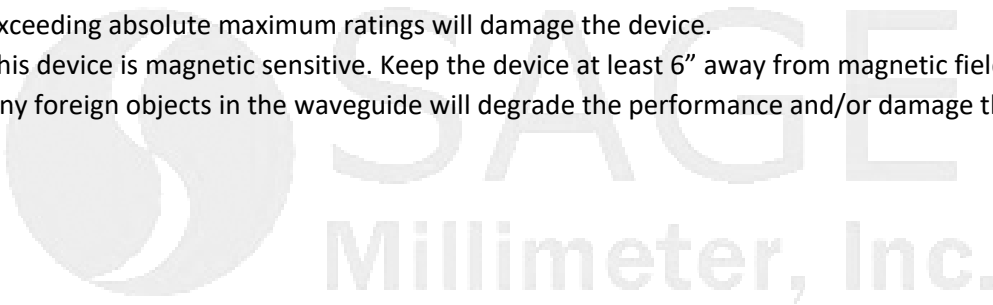 xceeding absolute maximum ratings will damage the device.
his device is magnetic sensitive. Keep the device at least 6” away from magnetic fiel
ny foreign objects in the waveguide will degrade the performance and/or damage th
SAGE
Millimeter, Inc.